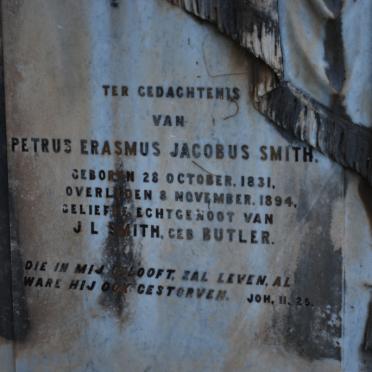 TER GEDACHTENIS
VAN
PETRUS ERASMUS JACOBUS SMITH.
GEBOREN 28 OCTOBER, 1831,
OVERLEDEN 8 NOVEMBER, 1894,
GELIEFDE ECHTGENOOT VAN
J L SMITH, GEB BUTLER.
DIE IN MIJ GELOOFT, ZAL LEVEN, AL
WARE HIJ OOK GESTORVEN. JOH, 11. 25.